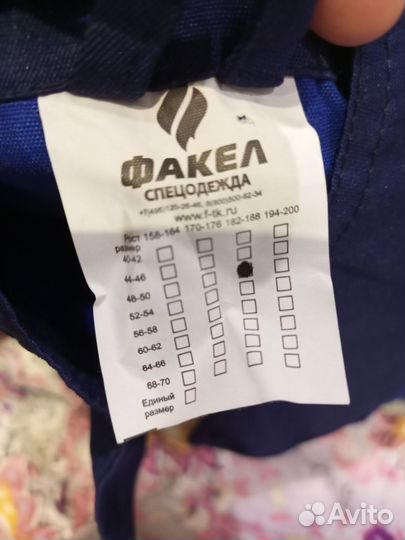 ФАКЕЛ
СПЕЦОДЕЖДА
www.f-tk.ru
Рост 158-164 170-176 182-188 194-200
размер
40-42
44-46
48-50
52-54
56-58
60-62
64-66
68-70
Единый
размер
Avito